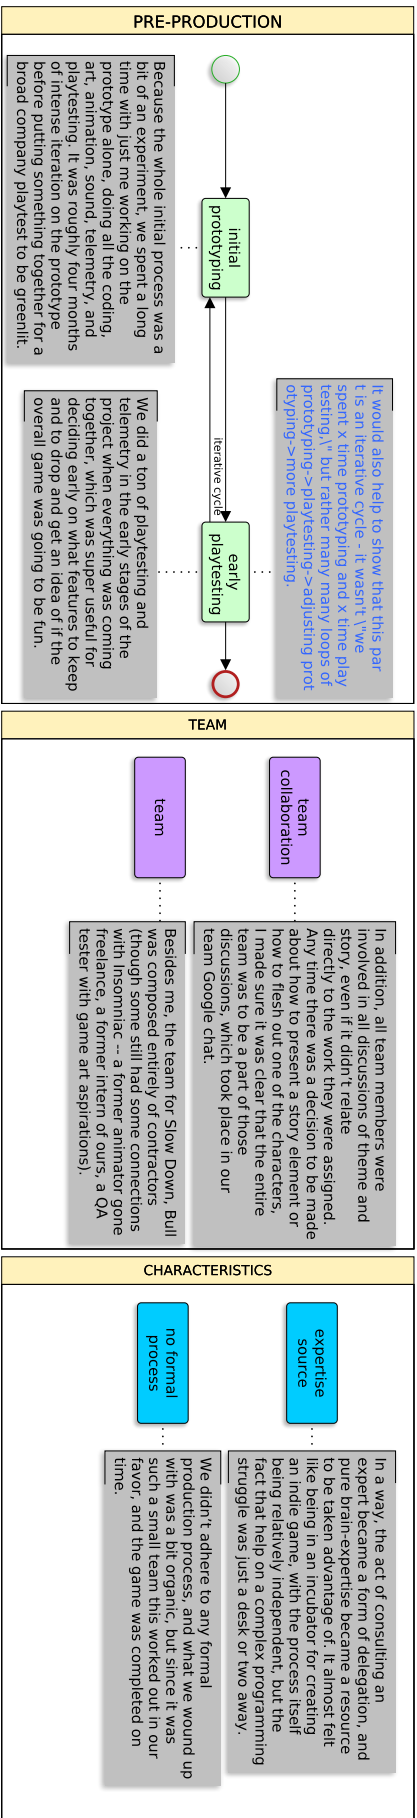 PRE-PRODUCTION
It would also help to show that this par
t is an iterative cycle - it wasn't \"we
spent x time prototyping and x time play
testing,\" but rather many many loops of
prototyping->playtesting->adjusting prot
otyping->more playtesting.
initial
prototyping
iterative cycle
early
playtesting
Because the whole initial process was a
bit of an experiment, we spent a long
time with just me working on the
prototype alone, doing all the coding,
art, animation, sound, telemetry, and
playtesting. It was roughly four months
of intense iteration on the prototype
before putting something together for a
broad company playtest to be greenlit.
We did a ton of playtesting and
telemetry in the early stages of the
project when everything was coming
together, which was super useful for
deciding early on what features to keep
and to drop and get an idea of if the
overall game was going to be fun.
TEAM
team
collaboration
In addition, all team members were
involved in all discussions of theme and
story, even if it didn't relate
directly to the work they were assigned.
Any time there was a decision to be made
about how to present a story element or
how to flesh out one of the characters,
I made sure it was clear that the entire
team was to be a part of those
discussions, which took place in our
team Google chat.
team
Besides me, the team for Slow Down, Bull
was composed entirely of contractors
(though some still had some connections
with Insomniac -- a former animator gone
freelance, a former intern of ours, a QA
tester with game art aspirations).
CHARACTERISTICS
expertise
source
In a way, the act of consulting an
expert became a form of delegation, and
pure brain-expertise became a resource
to be taken advantage of. It almost felt
like being in an incubator for creating
an indie game, with the process itself
being relatively independent, but the
fact that help on a complex programming
struggle was just a desk or two away.
no formal
process
We didn't adhere to any formal
production process, and what we wound up
with was a bit organic, but since it was
such a small team this worked out in our
favor, and the game was completed on
time.